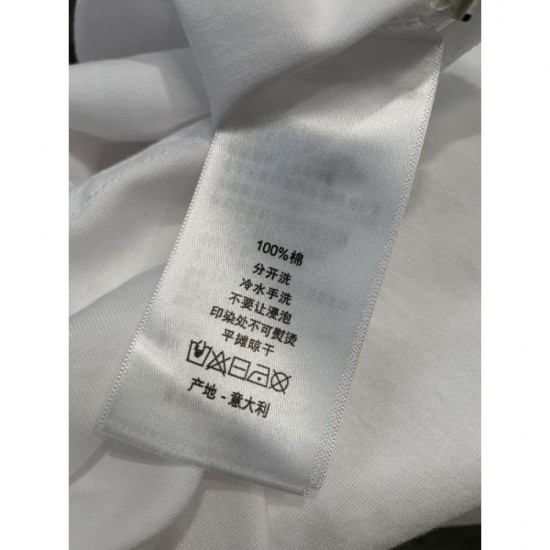 100%棉
分开洗
冷水手洗
不要让浸泡
印染处不可熨烫
平摊晾干
产地 - 意大利